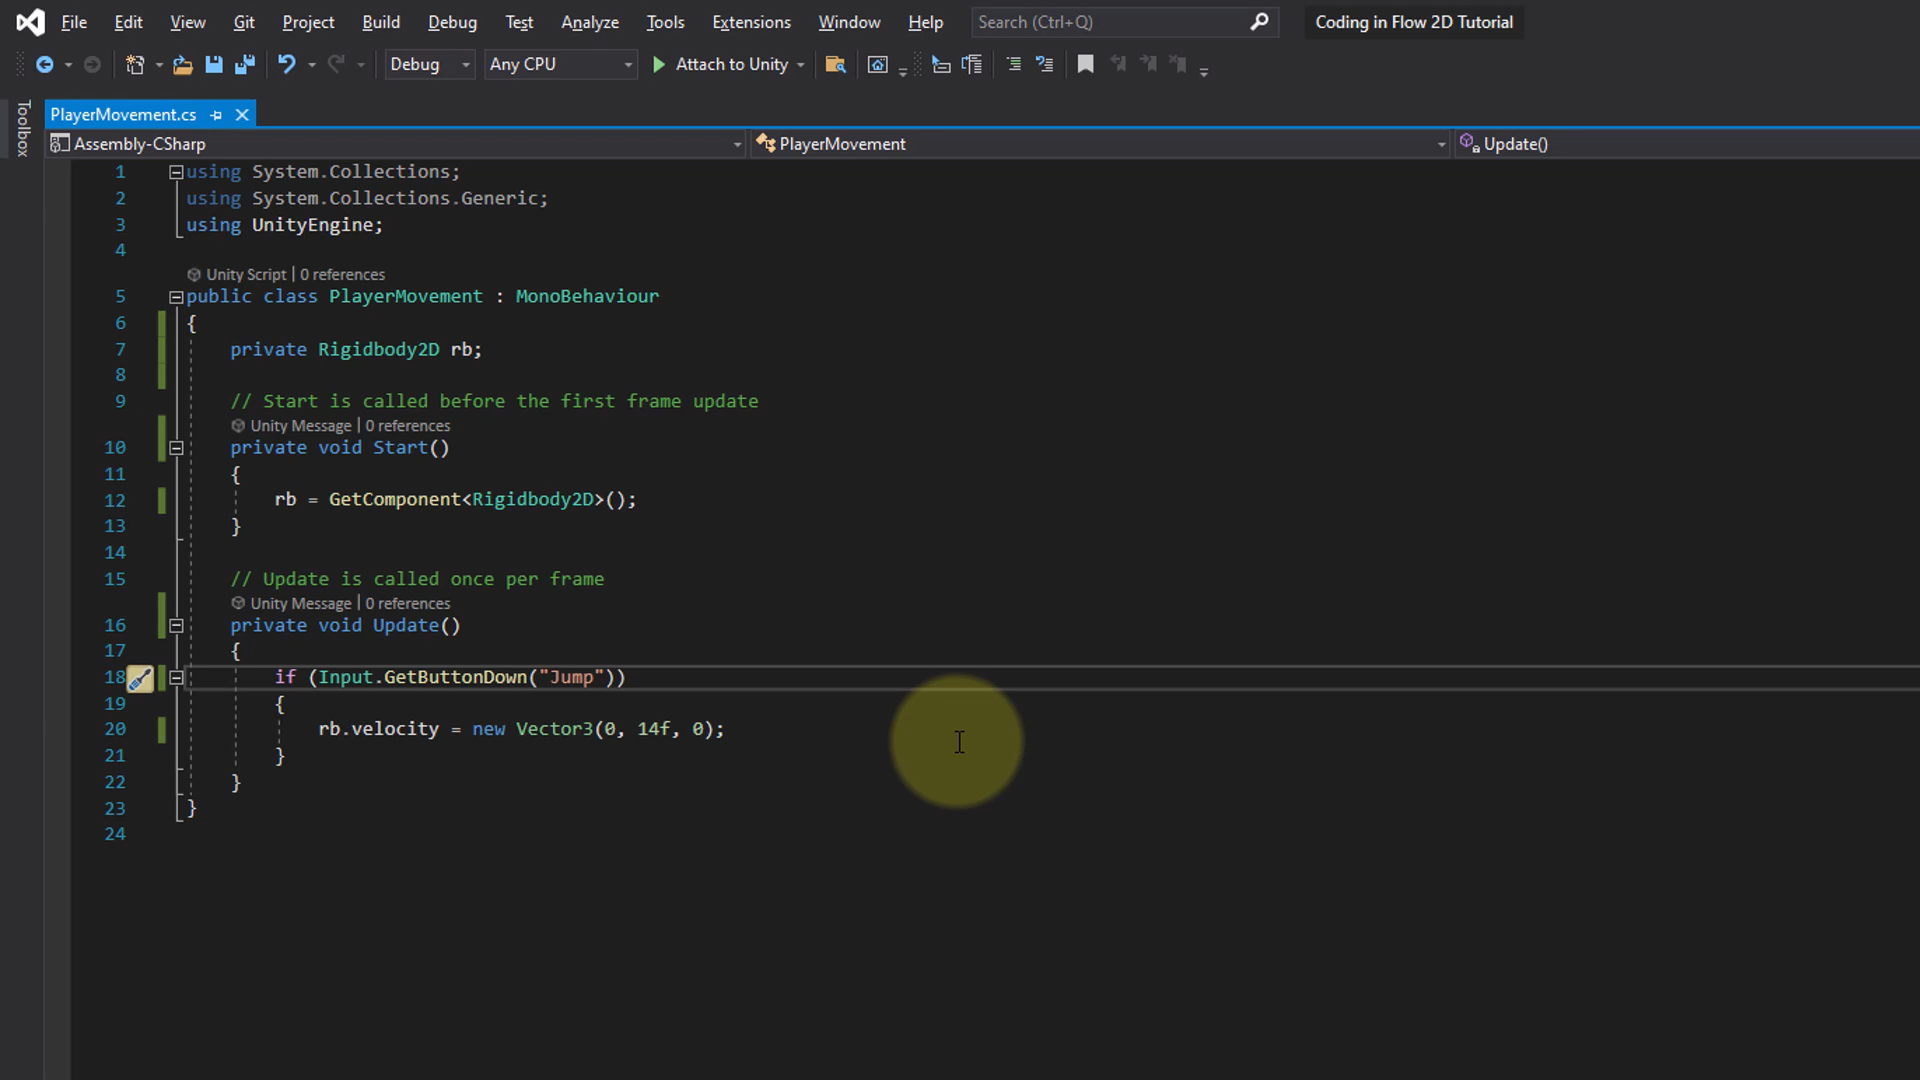 File Edit View Git Project Build Debug Test Analyze Tools Extensions Window Help Search (Ctrl+Q) Coding in Flow 2D Tutorial
Debug Any CPU Attach to Unity
Toolbox
PlayerMovement.cs
Assembly-CSharp PlayerMovement Update()
1 using System.Collections;
2 using System.Collections.Generic;
3 using UnityEngine;
4
Unity Script | 0 references
5 public class PlayerMovement : MonoBehaviour
6 {
7 private Rigidbody2D rb;
8
9 // Start is called before the first frame update
Unity Message | 0 references
10 private void Start()
11 {
12 rb = GetComponent<Rigidbody2D>();
13 }
14
15 // Update is called once per frame
Unity Message | 0 references
16 private void Update()
17 {
18 if (Input.GetButtonDown("Jump"))
19 {
20 rb.velocity = new Vector3(0, 14f, 0);
21 }
22 }
23 }
24